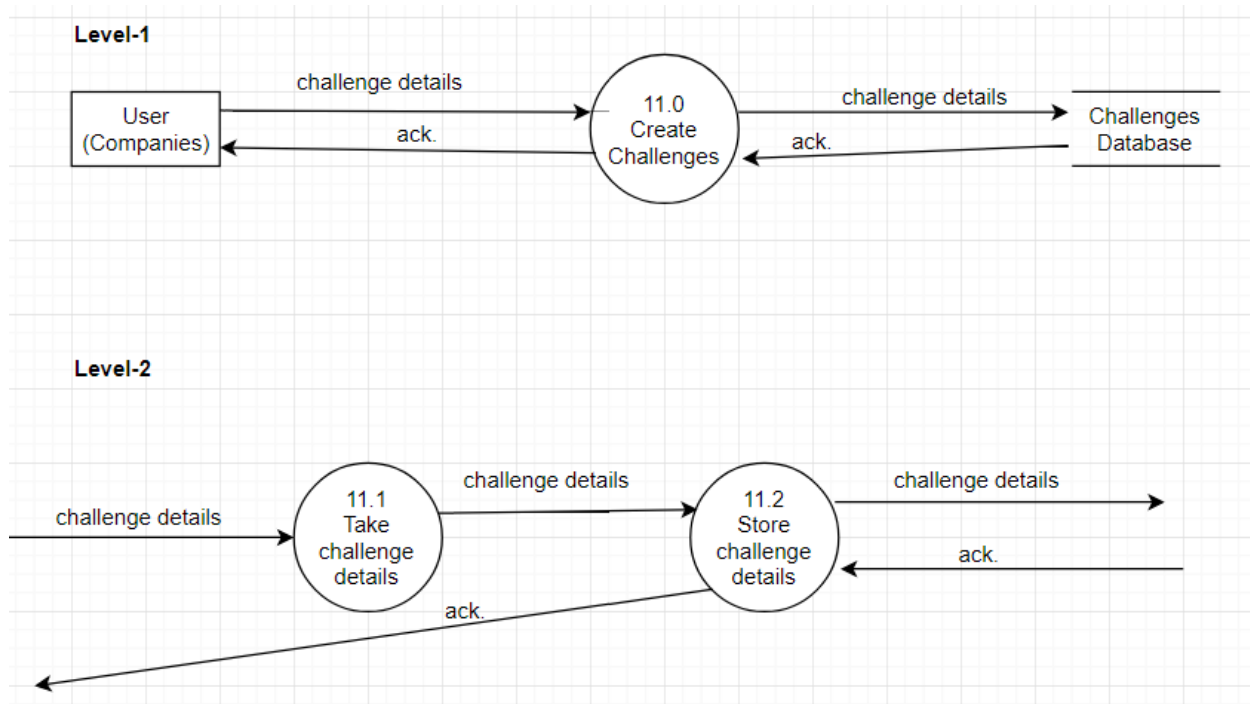 Level-1
challenge details
User
(Companies)
ack.
11.0
Create
Challenges
challenge details
ack.
Challenges
Database
Level-2
challenge details
11.1
Take
challenge
details
challenge details
11.2
Store
challenge
details
challenge details
ack.
ack.